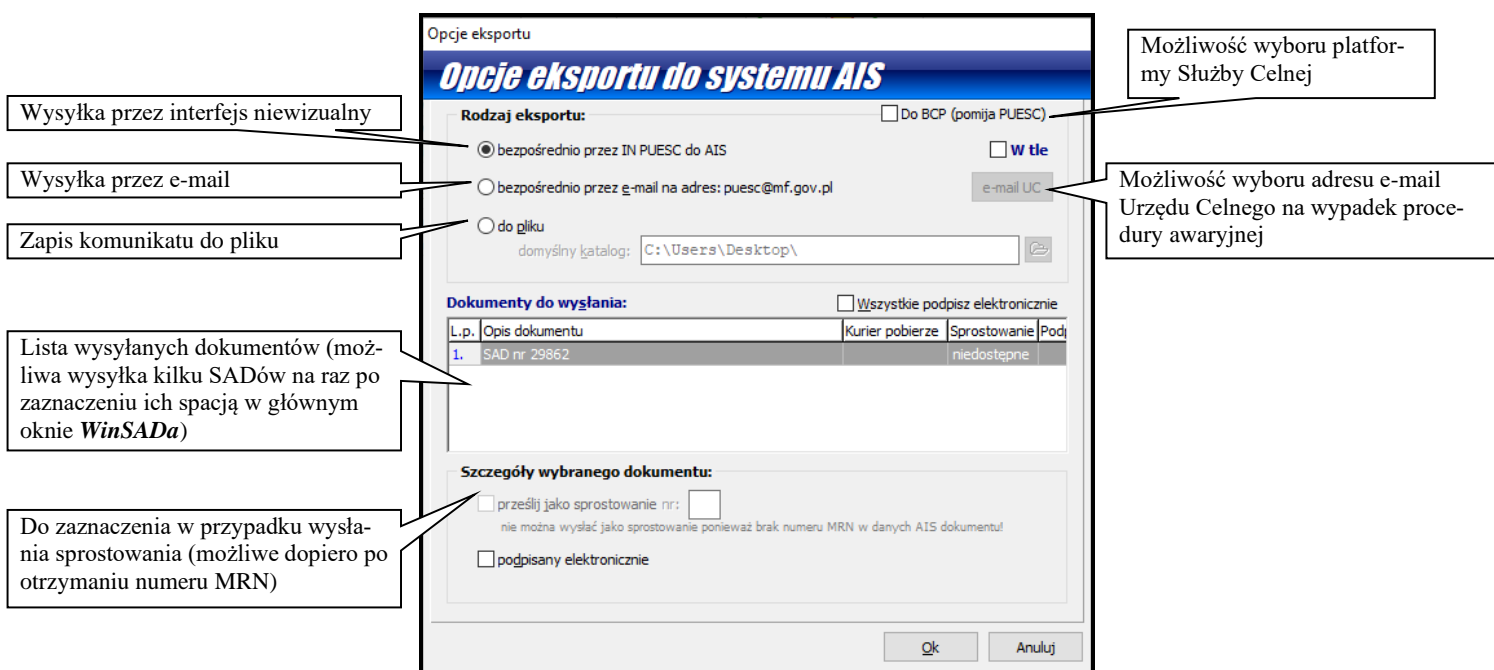 Opcje eksportu
Opcje eksportu do systemu AIS
Możliwość wyboru platfor-
my Służby Celnej
Wysyłka przez interfejs niewizualny
Rodzaj eksportu:
Do BCP (pomija PUESC)
bezpośrednio przez IN PUESC do AIS
W tle
Wysyłka przez e-mail
bezpośrednio przez e-mail na adres: puesc@mf.gov.pl
e-mail UC
Możliwość wyboru adresu e-mail
Urzędu Celnego na wypadek proce-
dury awaryjnej
Zapis komunikatu do pliku
do pliku
domyślny katalog:
C:\Users\Desktop\
Dokumenty do wysłania:
Wszystkie podpisz elektronicznie
L.p. Opis dokumentu Kurier pobierze Sprostowanie Podp
1. SAD nr 29862 niedostępne
Lista wysyłanych dokumentów (moż-
liwa wysyłka kilku SADów na raz po
zaznaczeniu ich spacją w głównym
oknie WinSADa)
Szczegóły wybranego dokumentu:
prześlij jako sprostowanie nr:
nie można wysłać jako sprostowanie ponieważ brak numeru MRN w danych AIS dokumentu!
podpisany elektronicznie
Do zaznaczenia w przypadku wysła-
nia sprostowania (możliwe dopiero po
otrzymaniu numeru MRN)
Ok
Anuluj